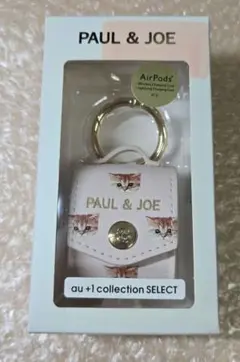 PAUL & JOE
AirPods
PAUL & JOE
au +1 collection SELECT